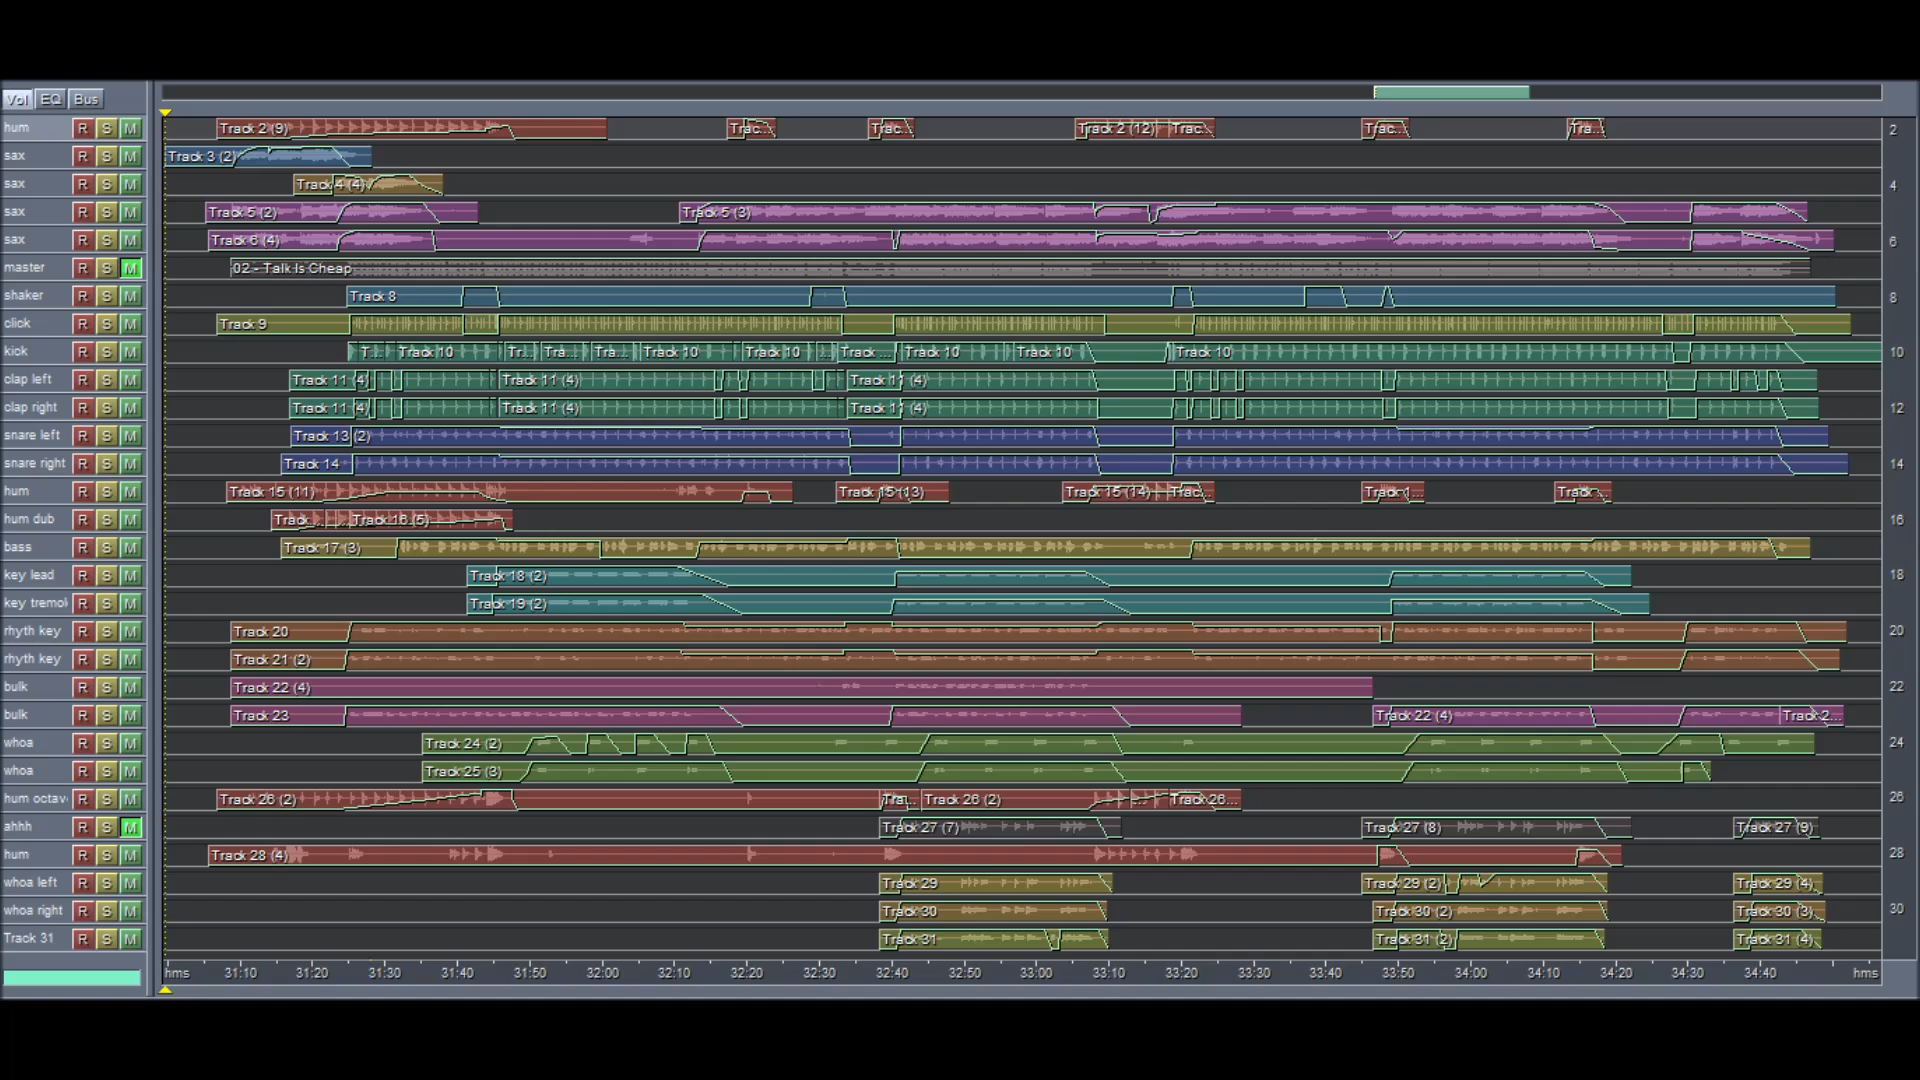 Vol EQ Bus
hum R S M Track 2 (9) Trac... Trac... Track 2 (12) Trac... Trac... Tra... 2
sax R S M Track 3 (2)
sax R S M Track 4 (4) 4
sax R S M Track 5 (2) Track 5 (3)
sax R S M Track 6 (4) 6
master R S M 02 - Talk Is Cheap
shaker R S M Track 8 8
click R S M Track 9
kick R S M T... Track 10 Tr... Tra... Tra... Track 10 Track 10 ... Track ... Track 10 Track 10 Track 10 10
clap left R S M Track 11 (4) Track 11 (4) Track 11 (4)
clap right R S M Track 11 (4) Track 11 (4) Track 11 (4) 12
snare left R S M Track 13 (2)
snare right R S M Track 14 14
hum R S M Track 15 (11) Track 15 (13) Track 15 (14) Trac... Track 1... Track ...
hum dub R S M Track... Track 16 (5) 16
bass R S M Track 17 (3)
key lead R S M Track 18 (2) 18
key tremol R S M Track 19 (2)
rhyth key R S M Track 20 20
rhyth key R S M Track 21 (2)
bulk R S M Track 22 (4) 22
bulk R S M Track 23 Track 22 (4) Track 2...
whoa R S M Track 24 (2) 24
whoa R S M Track 25 (3)
hum octav R S M Track 26 (2) Tra... Track 26 (2) ... Track 26... 26
ahhh R S M Track 27 (7) Track 27 (8) Track 27 (9)
hum R S M Track 28 (4) 28
whoa left R S M Track 29 Track 29 (2) Track 29 (4)
whoa right R S M Track 30 Track 30 (2) Track 30 (3) 30
Track 31 R S M Track 31 Track 31 (2) Track 31 (4)
hms 31:10 31:20 31:30 31:40 31:50 32:00 32:10 32:20 32:30 32:40 32:50 33:00 33:10 33:20 33:30 33:40 33:50 34:00 34:10 34:20 34:30 34:40 hms